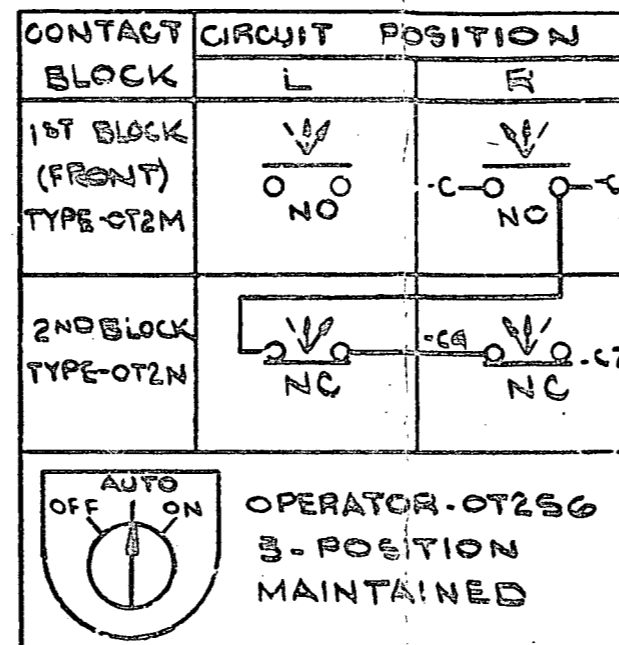 CONTACT BLOCK
CIRCUIT POSITION
L
R
1ST BLOCK
(FRONT)
TYPE-OT2M
NO
-C
NO
2ND BLOCK
TYPE-OT2N
NC
NC
OFF
AUTO
ON
OPERATOR-OT2S6
3-POSITION
MAINTAINED